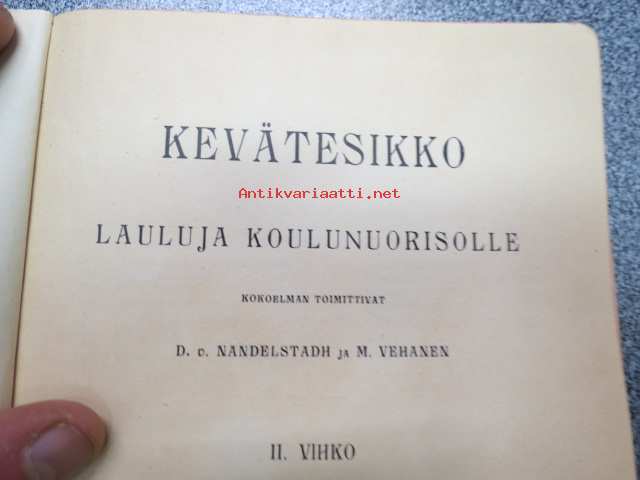 KEVÄTESIKKO
Antikvariaatti.net
LAULUJA KOULUNUORISOLLE
KOKOELMAN TOIMITTIVAT
D. v. NANDELSTADH JA M. VEHANEN
II. VIHKO